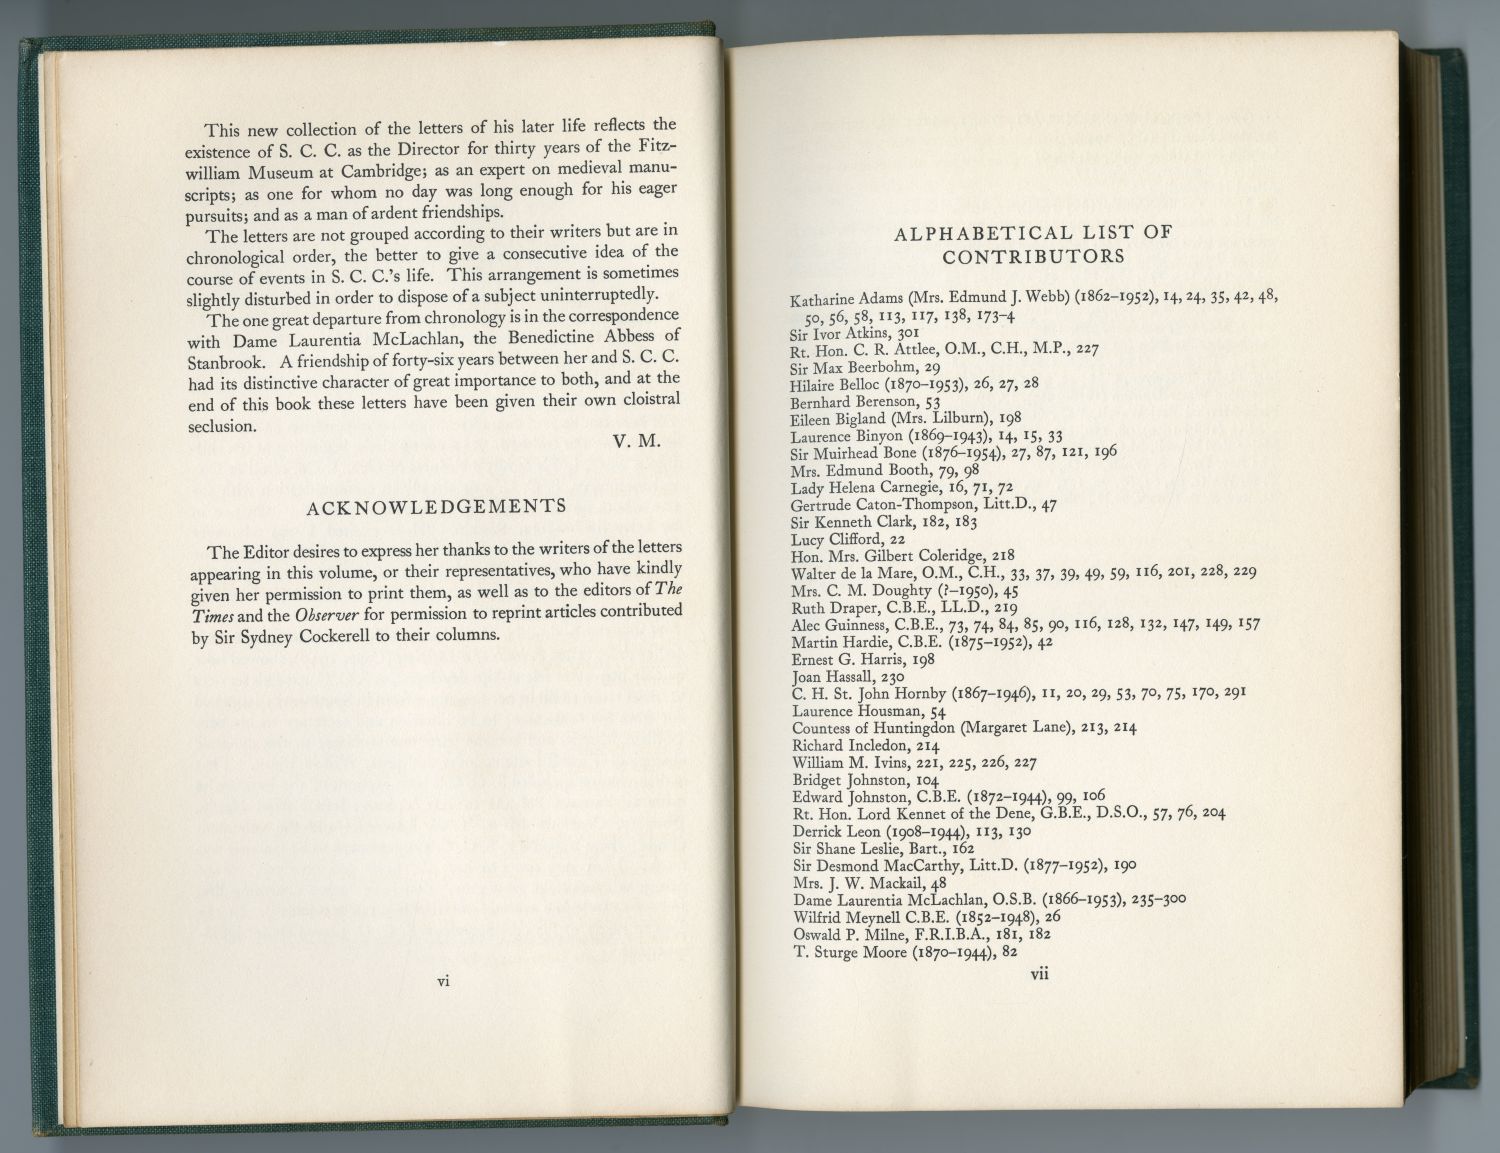 This new collection of the letters of his later life reflects the
existence of S. C. C. as the Director for thirty years of the Fitz-
william Museum at Cambridge; as an expert on medieval manu-
scripts; as one for whom no day was long enough for his eager
pursuits; and as a man of ardent friendships.
The letters are not grouped according to their writers but are in
chronological order, the better to give a consecutive idea of the
course of events in S. C. C.'s life. This arrangement is sometimes
slightly disturbed in order to dispose of a subject uninterruptedly.
The one great departure from chronology is in the correspondence
with Dame Laurentia McLachlan, the Benedictine Abbess of
Stanbrook. A friendship of forty-six years between her and S. C. C.
had its distinctive character of great importance to both, and at the
end of this book these letters have been given their own cloistral
seclusion.
V. M.
ACKNOWLEDGEMENTS
The Editor desires to express her thanks to the writers of the letters
appearing in this volume, or their representatives, who have kindly
given her permission to print them, as well as to the editors of The
Times and the Observer for permission to reprint articles contributed
by Sir Sydney Cockerell to their columns.
vi
ALPHABETICAL LIST OF
CONTRIBUTORS
Katharine Adams (Mrs. Edmund J. Webb) (1862–1952), 14, 24, 35, 42, 48,
50, 56, 58, 113, 117, 138, 173–4
Sir Ivor Atkins, 301
Rt. Hon. C. R. Attlee, O.M., C.H., M.P., 227
Sir Max Beerbohm, 29
Hilaire Belloc (1870–1953), 26, 27, 28
Bernhard Berenson, 53
Eileen Bigland (Mrs. Lilburn), 198
Laurence Binyon (1869–1943), 14, 15, 33
Sir Muirhead Bone (1876–1954), 27, 87, 121, 196
Mrs. Edmund Booth, 79, 98
Lady Helena Carnegie, 16, 71, 72
Gertrude Caton-Thompson, Litt.D., 47
Sir Kenneth Clark, 182, 183
Lucy Clifford, 22
Hon. Mrs. Gilbert Coleridge, 218
Walter de la Mare, O.M., C.H., 33, 37, 39, 49, 59, 116, 201, 228, 229
Mrs. C. M. Doughty (?–1950), 45
Ruth Draper, C.B.E., LL.D., 219
Alec Guinness, C.B.E., 73, 74, 84, 85, 90, 116, 128, 132, 147, 149, 157
Martin Hardie, C.B.E. (1875–1952), 42
Ernest G. Harris, 198
Joan Hassall, 230
C. H. St. John Hornby (1867–1946), 11, 20, 29, 53, 70, 75, 170, 291
Laurence Housman, 54
Countess of Huntingdon (Margaret Lane), 213, 214
Richard Incledon, 214
William M. Ivins, 221, 225, 226, 227
Bridget Johnston, 104
Edward Johnston, C.B.E. (1872–1944), 99, 106
Rt. Hon. Lord Kennet of the Dene, G.B.E., D.S.O., 57, 76, 204
Derrick Leon (1908–1944), 113, 130
Sir Shane Leslie, Bart., 162
Sir Desmond MacCarthy, Litt.D. (1877–1952), 190
Mrs. J. W. Mackail, 48
Dame Laurentia McLachlan, O.S.B. (1866–1953), 235–300
Wilfrid Meynell C.B.E. (1852–1948), 26
Oswald P. Milne, F.R.I.B.A., 181, 182
T. Sturge Moore (1870–1944), 82
vii